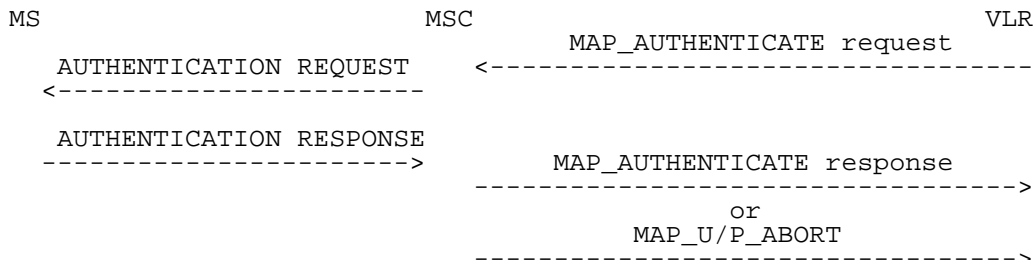 MS MSC VLR
MAP_AUTHENTICATE request
AUTHENTICATION REQUEST <-----------------------------------
<------------------------
AUTHENTICATION RESPONSE
-----------------------> MAP_AUTHENTICATE response
----------------------------------->
or
MAP_U/P_ABORT
----------------------------------->